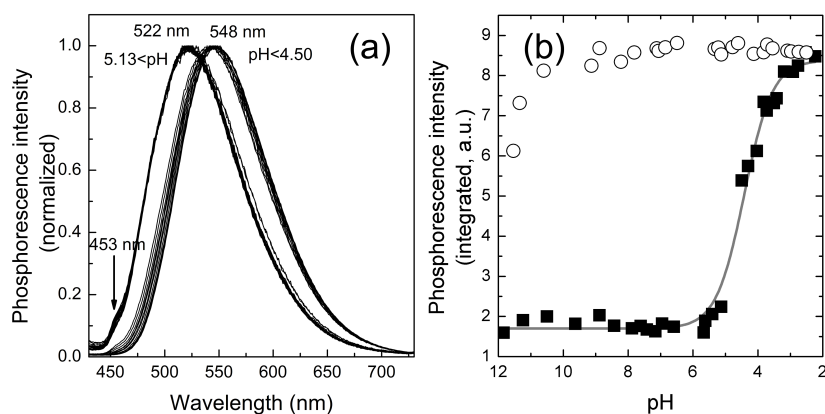 (a)
522 nm
548 nm
5.13<pH
pH<4.50
453 nm
1.0
0.8
0.6
0.4
0.2
0.0
450 500 550 600 650 700
Wavelength (nm)
Phosphorescence intensity
(normalized)
(b)
9
8
7
6
5
4
3
2
1
12 10 8 6 4 2
pH
Phosphorescence intensity
(integrated, a.u.)